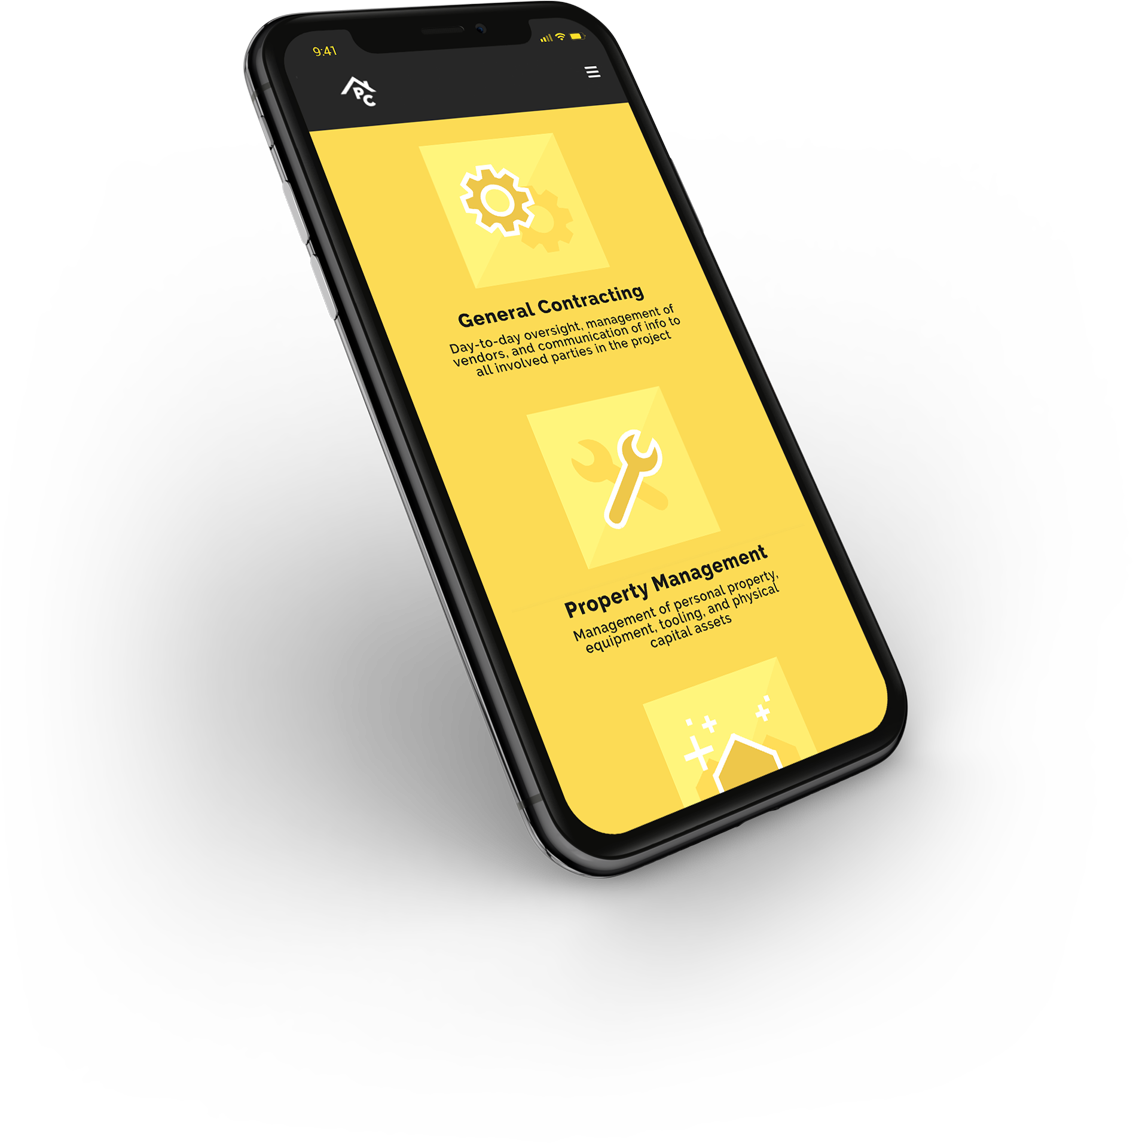 9:41
PC
General Contracting
Day-to-day oversight, management of
vendors, and communication of info to
all involved parties in the project
Property Management
Management of personal property,
equipment, tooling, and physical
capital assets